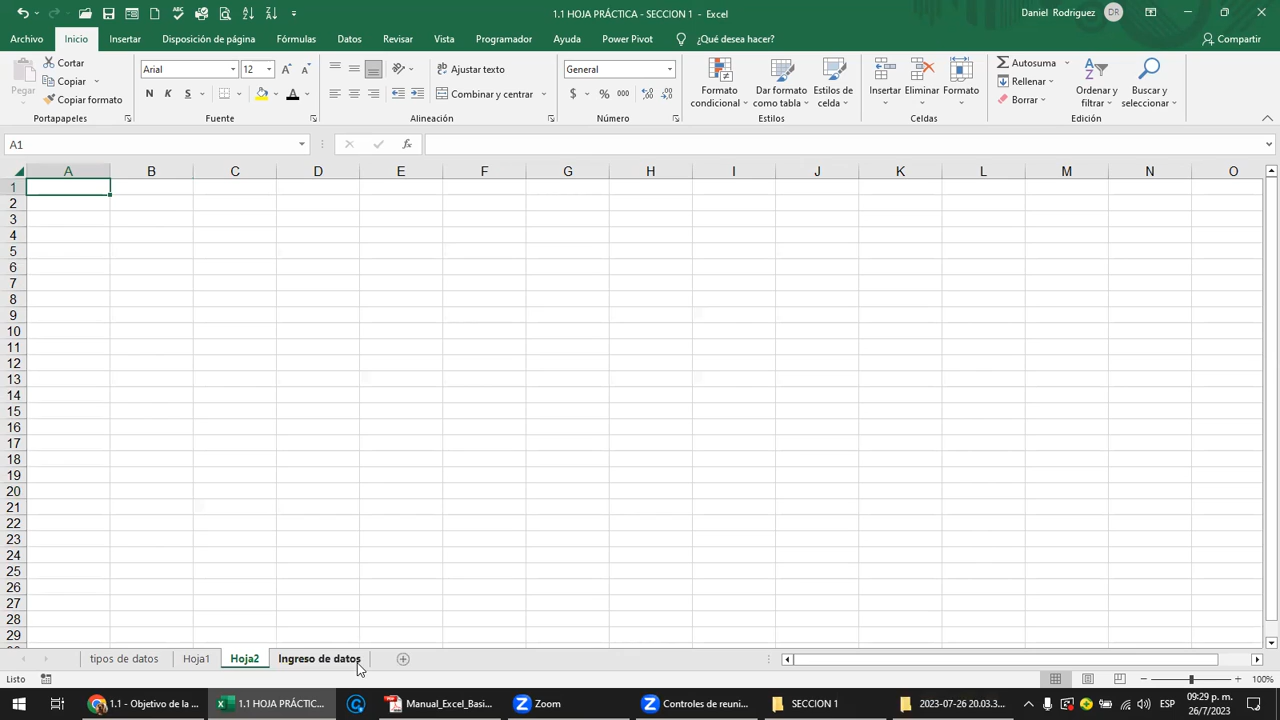 1.1 HOJA PRÁCTICA - SECCION 1 - Excel
Daniel Rodriguez DR
Archivo Inicio Insertar Disposición de página Fórmulas Datos Revisar Vista Programador Ayuda Power Pivot ¿Qué desea hacer? Compartir
Pegar
Cortar
Copiar
Copiar formato
Portapapeles
Arial 12
N K S A
Fuente
Ajustar texto
Combinar y centrar
Alineación
General
$ % 000
Número
Formato condicional
Dar formato como tabla
Estilos de celda
Estilos
Insertar Eliminar Formato
Celdas
Autosuma
Rellenar
Borrar
Ordenar y filtrar
Buscar y seleccionar
Edición
A1 fx
A B C D E F G H I J K L M N O
1
2
3
4
5
6
7
8
9
10
11
12
13
14
15
16
17
18
19
20
21
22
23
24
25
26
27
28
29
tipos de datos Hoja1 Hoja2 Ingreso de datos
Listo 100%
1.1 - Objetivo de la ... 1.1 HOJA PRÁCTIC... Manual_Excel_Basi... Zoom Controles de reuni... SECCION 1 2023-07-26 20.03.3... ESP 09:29 p. m.
26/7/2023